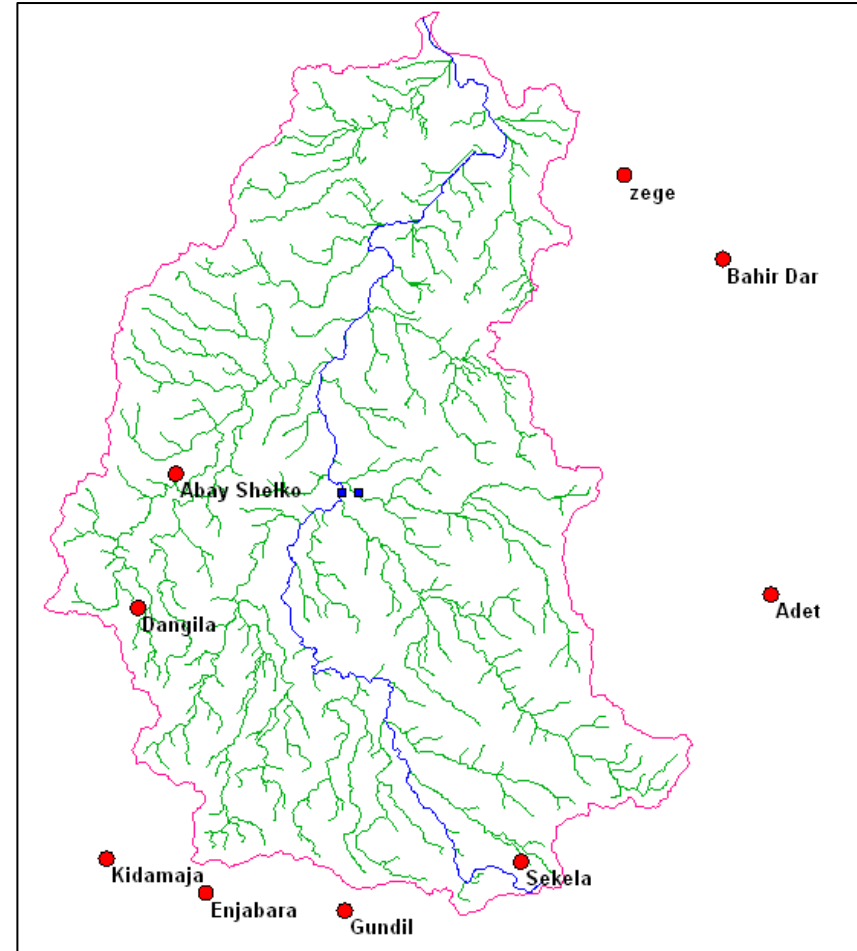 zege
Bahir Dar
Abay Shelko
Adet
Dangila
Kidamaja
Sekela
Enjabara
Gundil